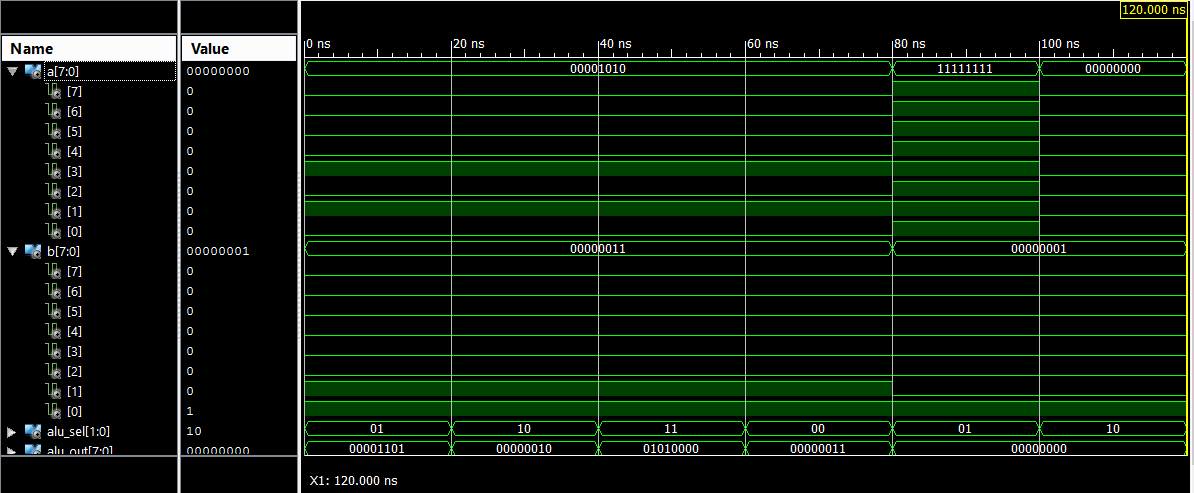 120.000 ns
Name Value 0 ns 20 ns 40 ns 60 ns 80 ns 100 ns
a[7:0] 00000000 00001010 11111111 00000000
[7] 0
[6] 0
[5] 0
[4] 0
[3] 0
[2] 0
[1] 0
[0] 0
b[7:0] 00000001 00000011 00000001
[7] 0
[6] 0
[5] 0
[4] 0
[3] 0
[2] 0
[1] 0
[0] 1
alu_sel[1:0] 10 01 10 11 00 01 10
alu_out[7:0] 00000000 00001101 00000010 01010000 00000011 00000000
X1: 120.000 ns